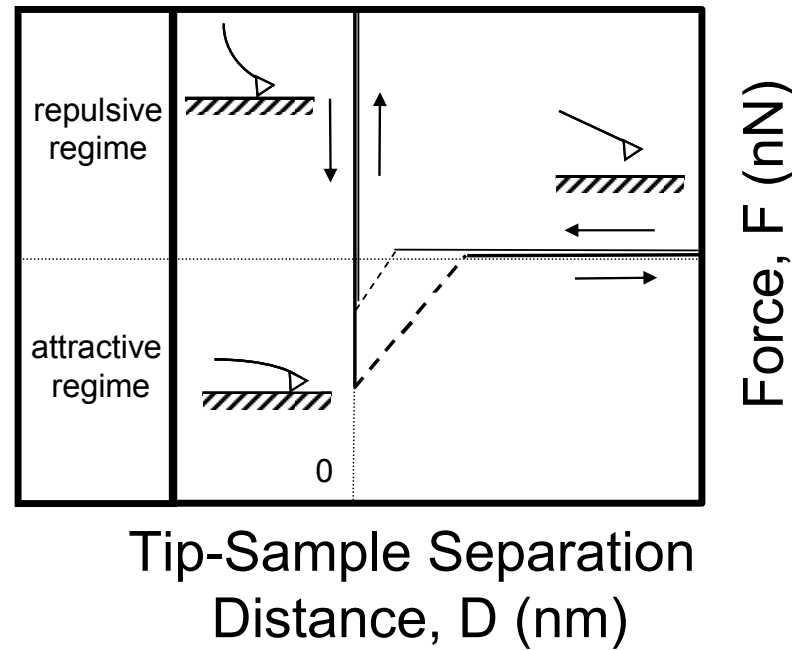 repulsive
regime
attractive
regime
0
Force, F (nN)
Tip-Sample Separation
Distance, D (nm)